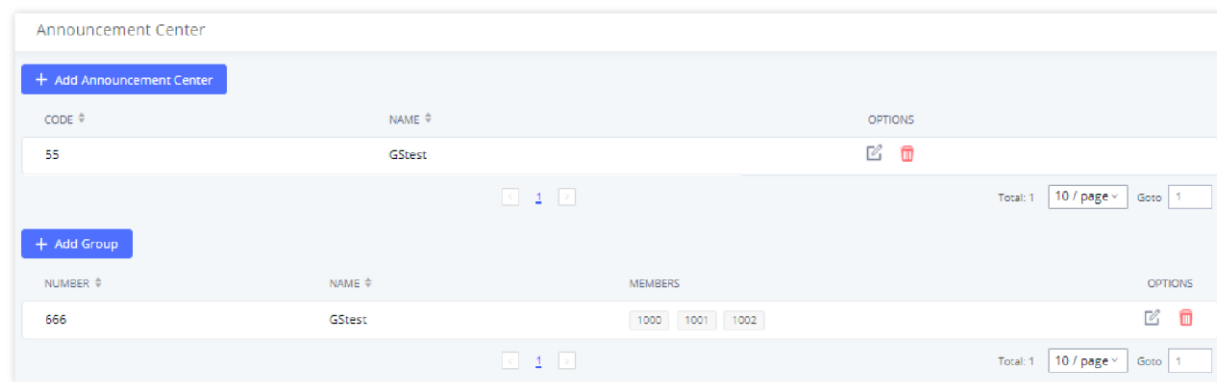 Announcement Center
+ Add Announcement Center
CODE NAME OPTIONS
55 GStest
< 1 > Total: 1 10 / page Goto 1
+ Add Group
NUMBER NAME MEMBERS OPTIONS
666 GStest 1000 1001 1002
< 1 > Total: 1 10 / page Goto 1